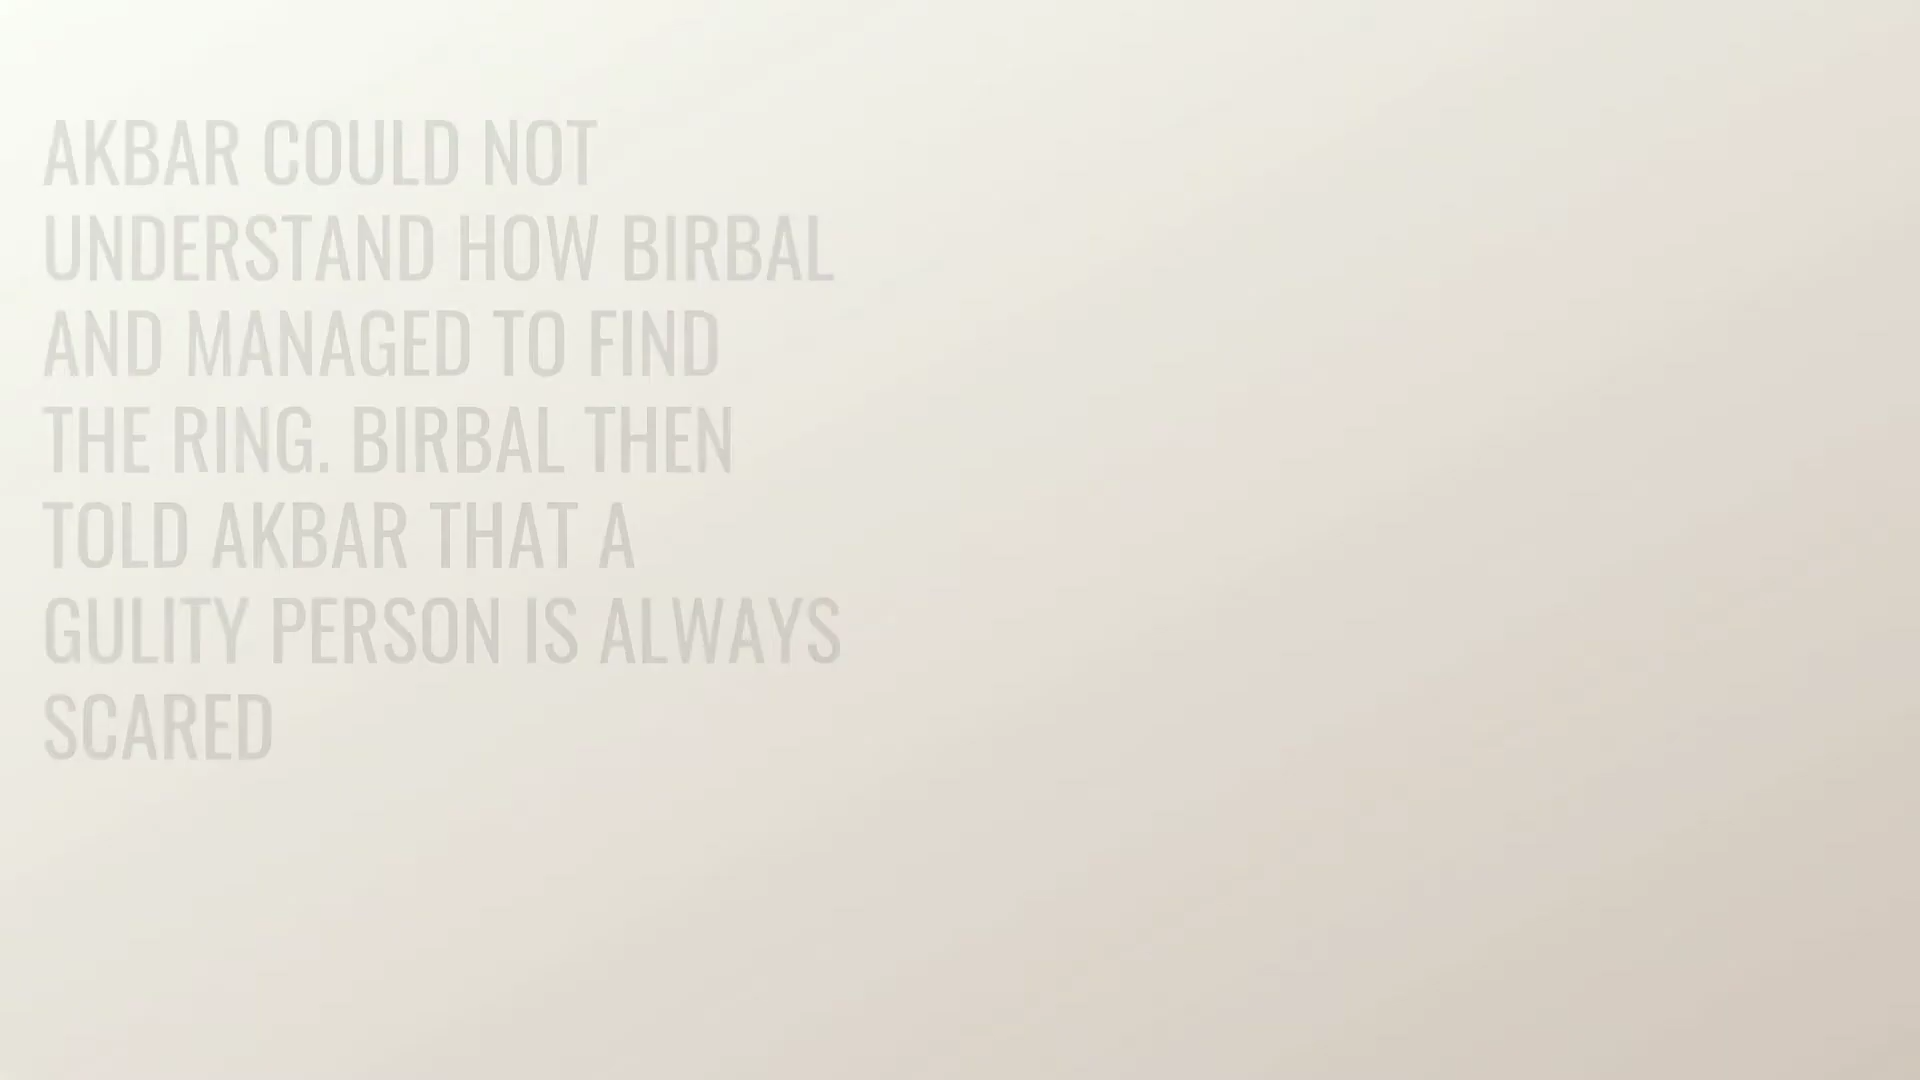 AKBAR COULD NOT
UNDERSTAND HOW BIRBAL
AND MANAGED TO FIND
THE RING. BIRBAL THEN
TOLD AKBAR THAT A
GULITY PERSON IS ALWAYS
SCARED